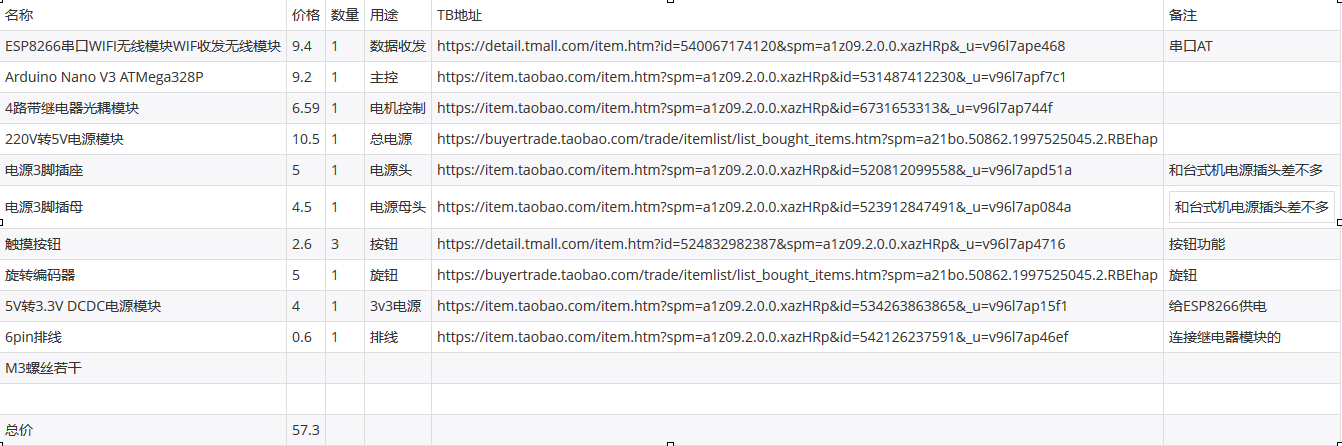 名称 价格 数量 用途 TB地址 备注
ESP8266串口WIFI无线模块WIF收发无线模块 9.4 1 数据收发 https://detail.tmall.com/item.htm?id=540067174120&spm=a1z09.2.0.0.xazHRp&_u=v96l7ape468 串口AT
Arduino Nano V3 ATMega328P 9.2 1 主控 https://item.taobao.com/item.htm?spm=a1z09.2.0.0.xazHRp&id=531487412230&_u=v96l7apf7c1
4路带继电器光耦模块 6.59 1 电机控制 https://item.taobao.com/item.htm?spm=a1z09.2.0.0.xazHRp&id=6731653313&_u=v96l7ap744f
220V转5V电源模块 10.5 1 总电源 https://buyertrade.taobao.com/trade/itemlist/list_bought_items.htm?spm=a21bo.50862.1997525045.2.RBEhap
电源3脚插座 5 1 电源头 https://item.taobao.com/item.htm?spm=a1z09.2.0.0.xazHRp&id=520812099558&_u=v96l7apd51a 和台式机电源插头差不多
电源3脚插母 4.5 1 电源母头 https://item.taobao.com/item.htm?spm=a1z09.2.0.0.xazHRp&id=523912847491&_u=v96l7ap084a 和台式机电源插头差不多
触摸按钮 2.6 3 按钮 https://detail.tmall.com/item.htm?id=524832982387&spm=a1z09.2.0.0.xazHRp&_u=v96l7ap4716 按钮功能
旋转编码器 5 1 旋钮 https://buyertrade.taobao.com/trade/itemlist/list_bought_items.htm?spm=a21bo.50862.1997525045.2.RBEhap 旋钮
5V转3.3V DCDC电源模块 4 1 3v3电源 https://item.taobao.com/item.htm?spm=a1z09.2.0.0.xazHRp&id=534263863865&_u=v96l7ap15f1 给ESP8266供电
6pin排线 0.6 1 排线 https://item.taobao.com/item.htm?spm=a1z09.2.0.0.xazHRp&id=542126237591&_u=v96l7ap46ef 连接继电器模块的
M3螺丝若干
总价 57.3